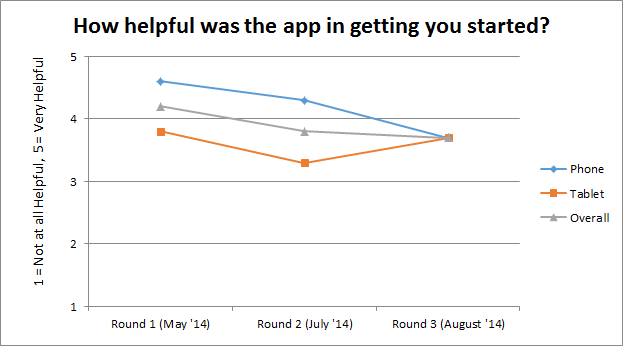 How helpful was the app in getting you started?
1 = Not at all Helpful, 5= Very Helpful
5
4
3
2
1
Round 1 (May '14)
Round 2 (July '14)
Round 3 (August '14)
Phone
Tablet
Overall